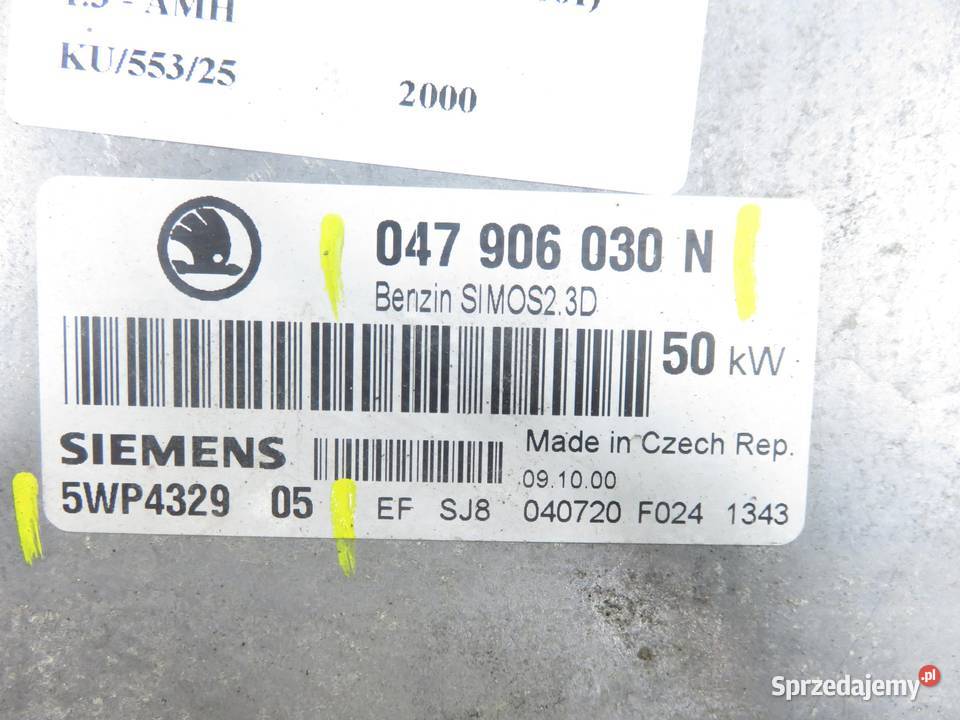 - AMH
KU/553/25
2000
047 906 030 N
Benzin SIMOS2.3D
50 kW
SIEMENS
Made in Czech Rep.
09.10.00
5WP4329 05 EF SJ8 040720 F024 1343
Sprzedajemy.pl